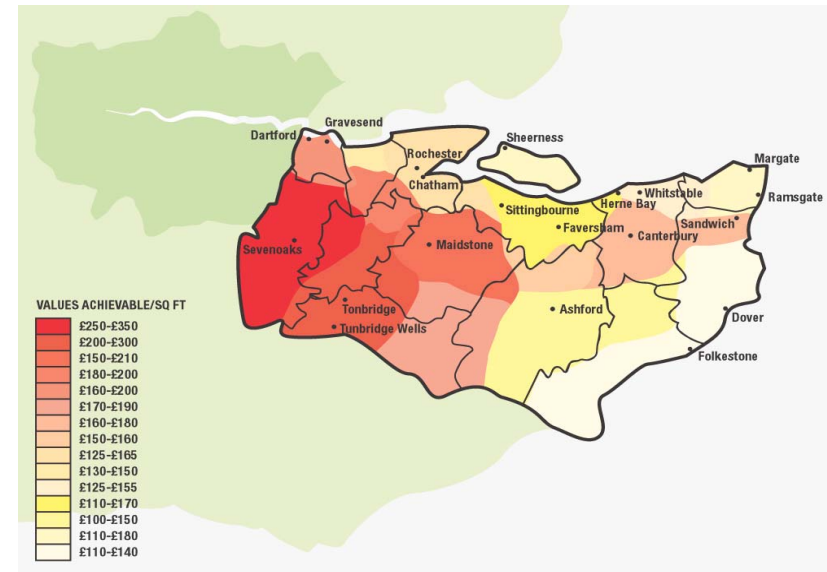 Gravesend
Dartford
Sheerness
Rochester
Margate
Chatham
Whitstable
Ramsgate
Herne Bay
Sittingbourne
Sandwich
Faversham
Canterbury
Sevenoaks
Maidstone
VALUES ACHIEVABLE/SQ FT
£250-£350
£200-£300
£150-£210
£180-£200
£160-£200
£170-£190
£160-£180
£150-£160
£125-£165
£130-£150
£125-£155
£110-£170
£100-£150
£110-£180
£110-£140
Tonbridge
Tunbridge Wells
Ashford
Dover
Folkestone